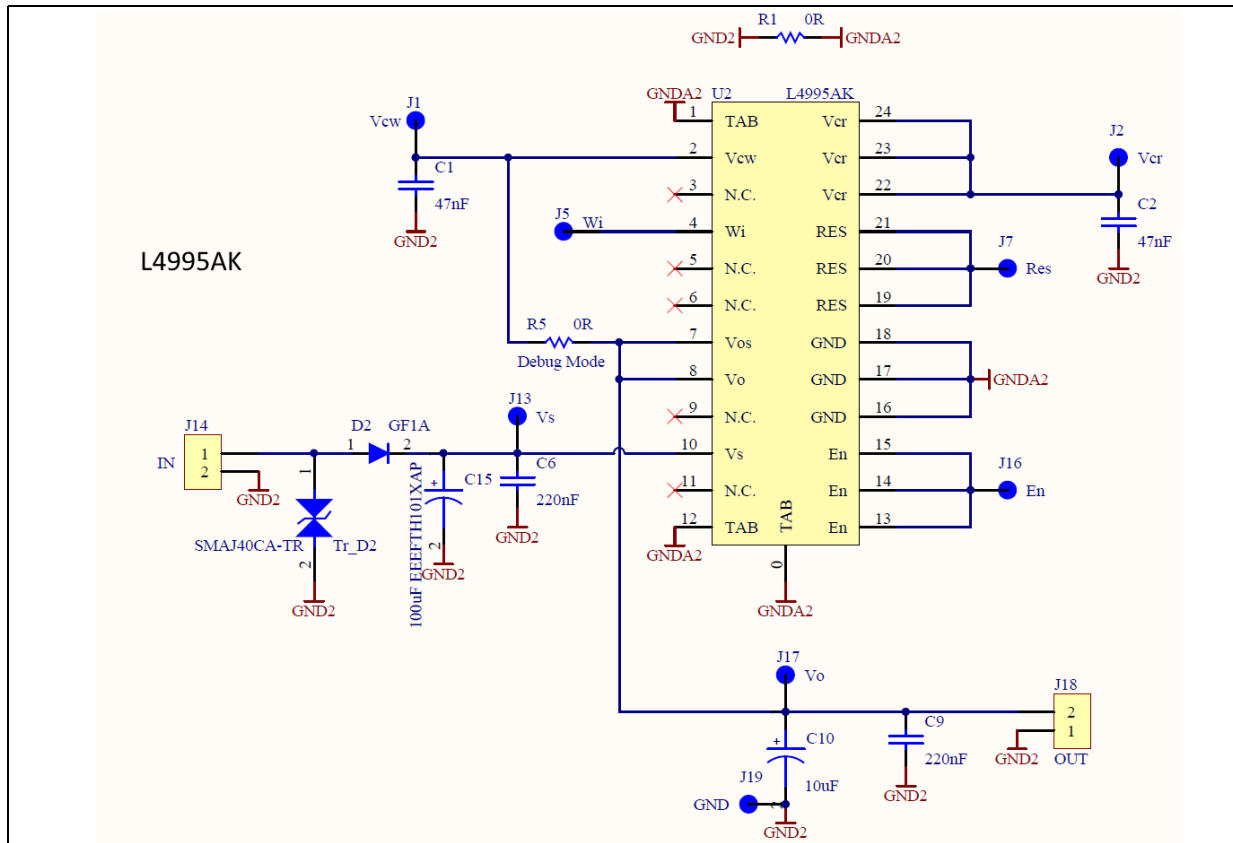 R1 0R
GND2 GNDA2
GNDA2 U2 L4995AK
J1
Vcw
1 TAB Vcr 24
J2
2 Vcw Vcr 23
Vcr
C1
3 N.C. Vcr 22
47nF
C2
J5 Wi
4 Wi RES 21
J7
47nF
GND2
L4995AK
5 N.C. RES 20
Res
GND2
6 N.C. RES 19
R5 0R
7 Vos GND 18
Debug Mode
8 Vo GND 17
GNDA2
J13
9 N.C. GND 16
J14
D2 GF1A
Vs
IN
1
1 2
10 Vs En 15
J16
2
C15
C6
GND2
1
220nF
11 N.C. En 14
En
12 TAB En 13
TAB
SMAJ40CA-TR Tr_D2
2
100uF EEEFTH101XAP
2
GND2
GND2
GNDA2
0
GND2
GNDA2
J17
Vo
J18
C9
2
+
C10
1
220nF
GND2
OUT
J19
10uF
GND
GND2
GND2